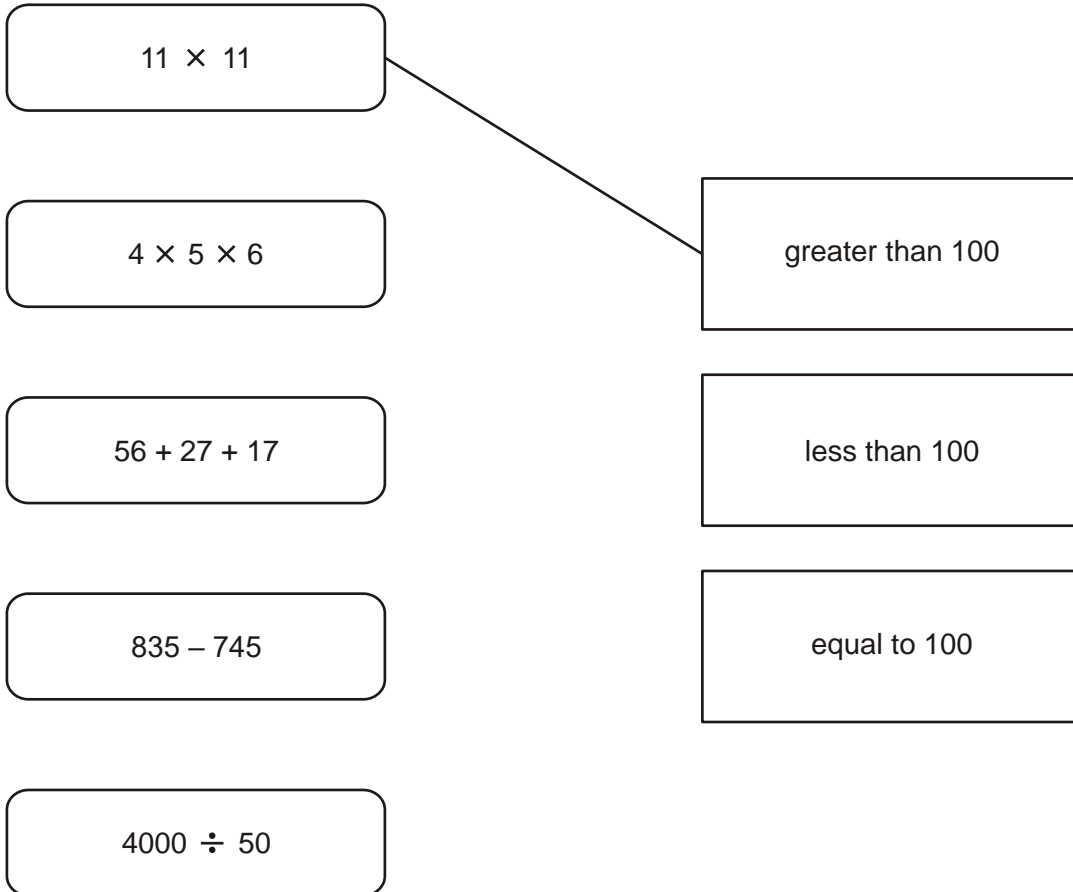 11 × 11
4 × 5 × 6
greater than 100
56 + 27 + 17
less than 100
835 – 745
equal to 100
4000 ÷ 50